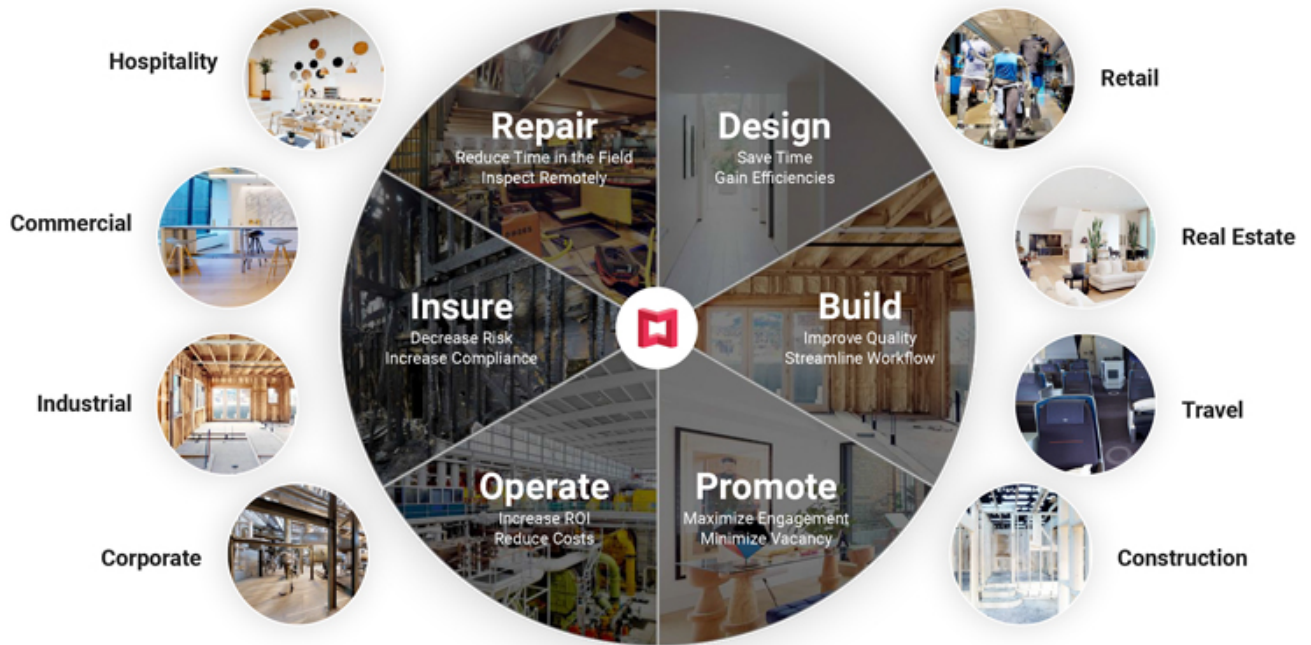 Hospitality
Commercial
Industrial
Corporate
Repair
Reduce Time in the Field
Inspect Remotely
Design
Save Time
Gain Efficiencies
Insure
Decrease Risk
Increase Compliance
Build
Improve Quality
Streamline Workflow
Operate
Increase ROI
Reduce Costs
Promote
Maximize Engagement
Minimize Vacancy
Retail
Real Estate
Travel
Construction